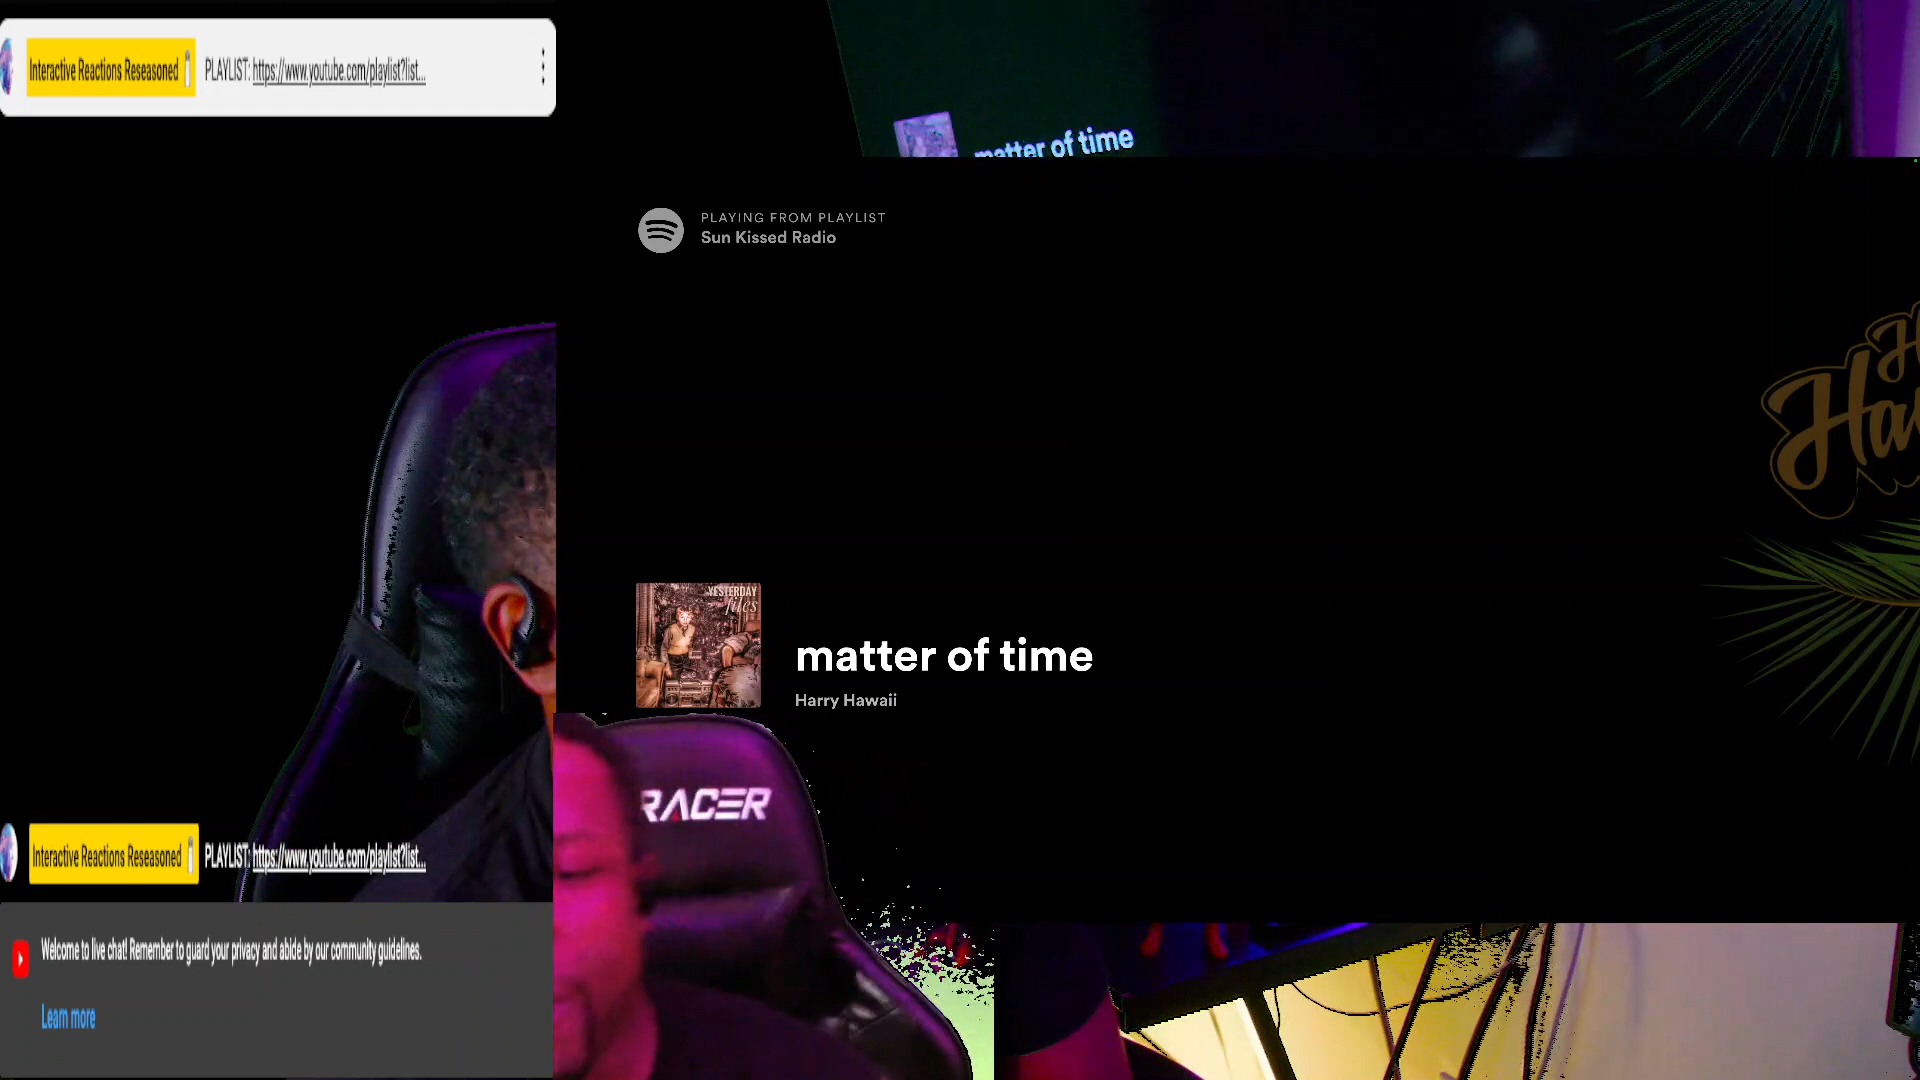 Interactive Reactions Reseasoned PLAYLIST: https://www.youtube.com/playlist?list...
matter of time
PLAYING FROM PLAYLIST
Sun Kissed Radio
YESTERDAY
files
matter of time
Harry Hawaii
RACER
Interactive Reactions Reseasoned PLAYLIST: https://www.youtube.com/playlist?list...
Welcome to live chat! Remember to guard your privacy and abide by our community guidelines.
Learn more